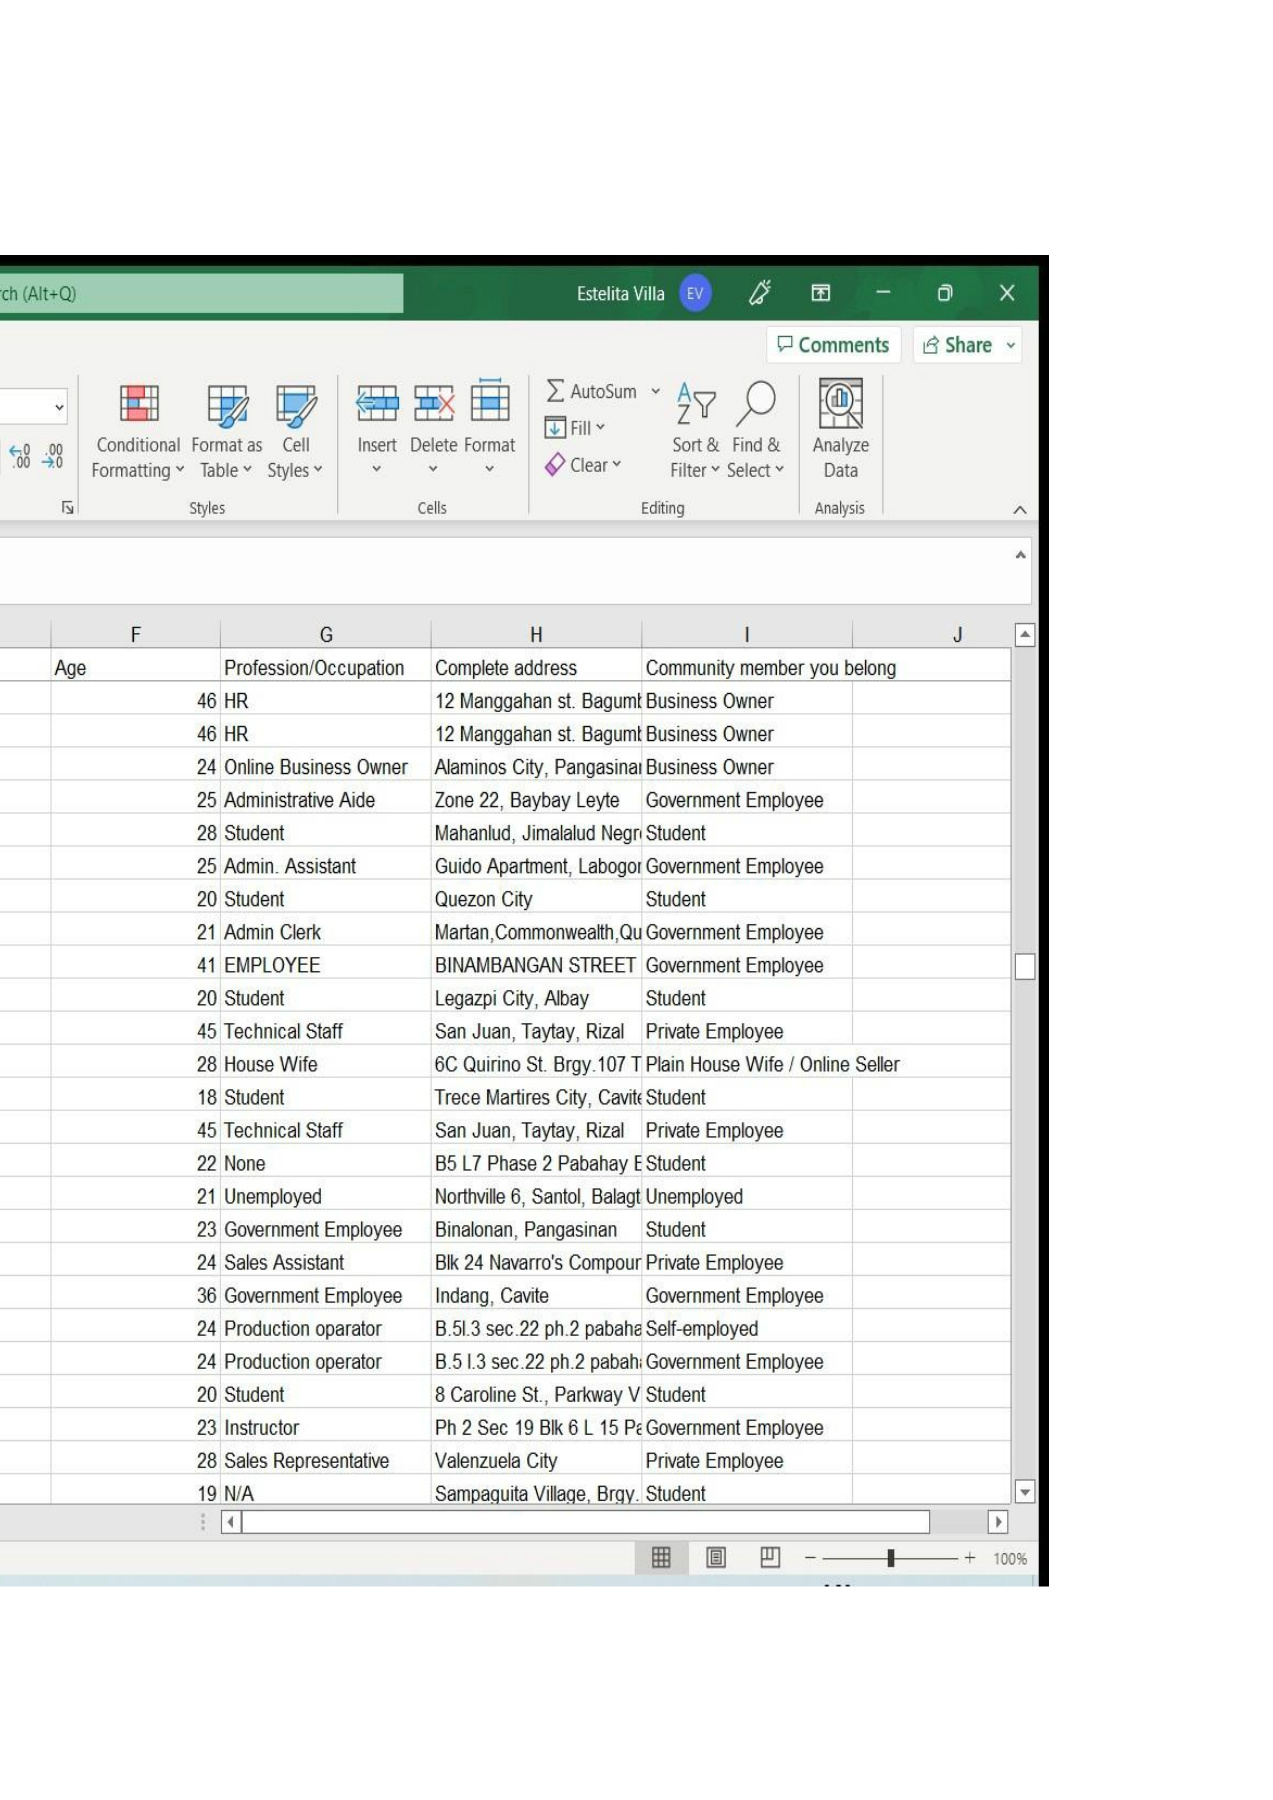 rch (Alt+Q) Estelita Villa EV
Comments Share
Conditional Formatting Format as Table Cell Styles Insert Delete Format AutoSum Fill Clear Sort & Filter Find & Select Analyze Data
Styles Cells Editing Analysis
F G H I J
Age Profession/Occupation Complete address Community member you belong
46 HR 12 Manggahan st. Bagumb Business Owner
46 HR 12 Manggahan st. Bagumb Business Owner
24 Online Business Owner Alaminos City, Pangasinan Business Owner
25 Administrative Aide Zone 22, Baybay Leyte Government Employee
28 Student Mahanlud, Jimalalud Negr Student
25 Admin. Assistant Guido Apartment, Labogon Government Employee
20 Student Quezon City Student
21 Admin Clerk Martan,Commonwealth,Qu Government Employee
41 EMPLOYEE BINAMBANGAN STREET Government Employee
20 Student Legazpi City, Albay Student
45 Technical Staff San Juan, Taytay, Rizal Private Employee
28 House Wife 6C Quirino St. Brgy.107 T Plain House Wife / Online Seller
18 Student Trece Martires City, Cavite Student
45 Technical Staff San Juan, Taytay, Rizal Private Employee
22 None B5 L7 Phase 2 Pabahay Student
21 Unemployed Northville 6, Santol, Balagt Unemployed
23 Government Employee Binalonan, Pangasinan Student
24 Sales Assistant Blk 24 Navarro's Compoun Private Employee
36 Government Employee Indang, Cavite Government Employee
24 Production oparator B.5l.3 sec.22 ph.2 pabaha Self-employed
24 Production operator B.5 l.3 sec.22 ph.2 pabaha Government Employee
20 Student 8 Caroline St., Parkway V Student
23 Instructor Ph 2 Sec 19 Blk 6 L 15 Pa Government Employee
28 Sales Representative Valenzuela City Private Employee
19 N/A Sampaguita Village, Brgy. Student
100%